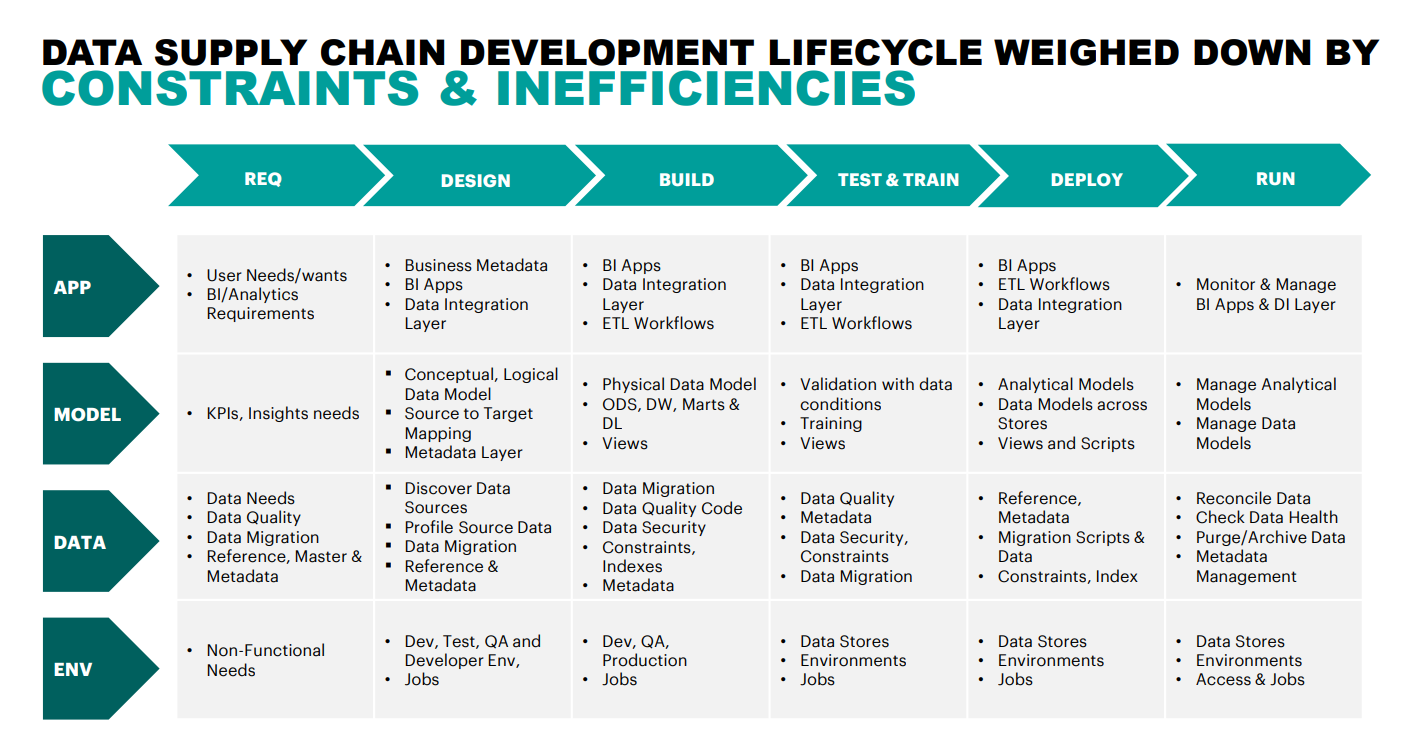 DATA SUPPLY CHAIN DEVELOPMENT LIFECYCLE WEIGHED DOWN BY
CONSTRAINTS & INEFFICIENCIES
REQ
DESIGN
BUILD
TEST & TRAIN
DEPLOY
RUN
APP
• User Needs/wants
• BI/Analytics
Requirements
• Business Metadata
• BI Apps
• Data Integration
Layer
• BI Apps
• Data Integration
Layer
• ETL Workflows
• BI Apps
• Data Integration
Layer
• ETL Workflows
• BI Apps
• ETL Workflows
• Data Integration
Layer
• Monitor & Manage
BI Apps & DI Layer
MODEL
• KPIs, Insights needs
▪ Conceptual, Logical
Data Model
▪ Source to Target
Mapping
▪ Metadata Layer
• Physical Data Model
• ODS, DW, Marts &
DL
• Views
• Validation with data
conditions
• Training
• Views
• Analytical Models
• Data Models across
Stores
• Views and Scripts
• Manage Analytical
Models
• Manage Data
Models
DATA
• Data Needs
• Data Quality
• Data Migration
• Reference, Master &
Metadata
▪ Discover Data
Sources
▪ Profile Source Data
▪ Data Migration
▪ Reference &
Metadata
• Data Migration
• Data Quality Code
• Data Security
• Constraints,
Indexes
• Metadata
• Data Quality
• Metadata
• Data Security,
Constraints
• Data Migration
• Reference,
Metadata
• Migration Scripts &
Data
• Constraints, Index
• Reconcile Data
• Check Data Health
• Purge/Archive Data
• Metadata
Management
ENV
• Non-Functional
Needs
• Dev, Test, QA and
Developer Env,
• Jobs
• Dev, QA,
Production
• Jobs
• Data Stores
• Environments
• Jobs
• Data Stores
• Environments
• Jobs
• Data Stores
• Environments
• Access & Jobs